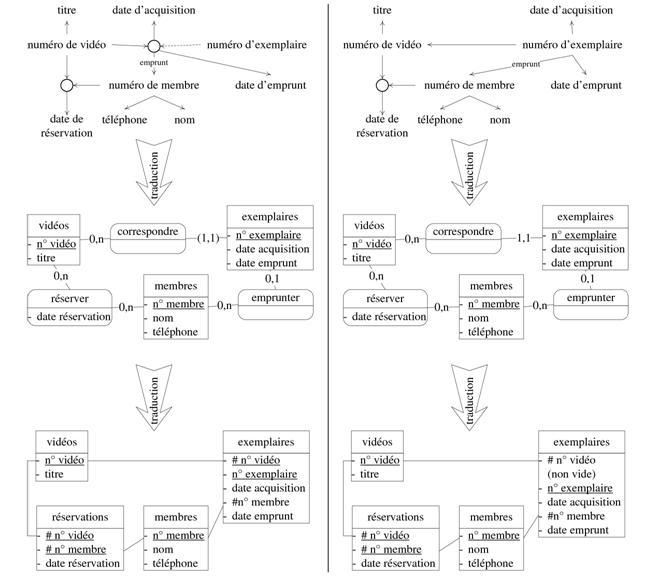 titre
date d'acquisition
numéro de vidéo
numéro d'exemplaire
emprunt
numéro de membre
date d'emprunt
date de
réservation
téléphone
nom
traduction
vidéos
n° vidéo
titre
0,n
correspondre
(1,1)
exemplaires
n° exemplaire
date acquisition
date emprunt
0,n
0,1
réserver
date réservation
0,n
membres
n° membre
nom
téléphone
0,n
emprunter
traduction
vidéos
n° vidéo
titre
exemplaires
# n° vidéo
n° exemplaire
date acquisition
#n° membre
date emprunt
réservations
# n° vidéo
# n° membre
date réservation
membres
n° membre
nom
téléphone
titre
date d'acquisition
numéro de vidéo
numéro d'exemplaire
emprunt
numéro de membre
date d'emprunt
date de
réservation
téléphone
nom
traduction
vidéos
n° vidéo
titre
0,n
correspondre
1,1
exemplaires
n° exemplaire
date acquisition
date emprunt
0,n
0,1
réserver
date réservation
0,n
membres
n° membre
nom
téléphone
0,n
emprunter
traduction
vidéos
n° vidéo
titre
exemplaires
# n° vidéo
(non vide)
n° exemplaire
date acquisition
#n° membre
date emprunt
réservations
# n° vidéo
# n° membre
date réservation
membres
n° membre
nom
téléphone